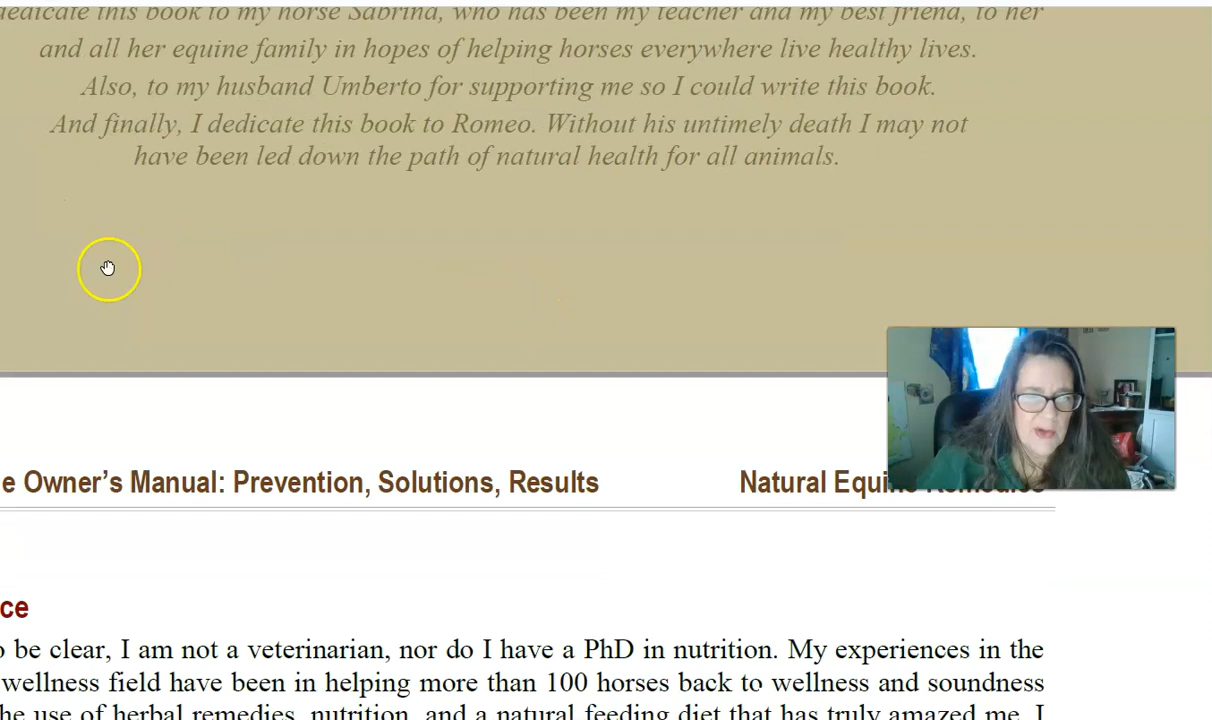 dedicate this book to my horse Sabrina, who has been my teacher and my best friend, to her
and all her equine family in hopes of helping horses everywhere live healthy lives.
Also, to my husband Umberto for supporting me so I could write this book.
And finally, I dedicate this book to Romeo. Without his untimely death I may not
have been led down the path of natural health for all animals.
e Owner's Manual: Prevention, Solutions, Results Natural Equine Remedies
ce
o be clear, I am not a veterinarian, nor do I have a PhD in nutrition. My experiences in the
wellness field have been in helping more than 100 horses back to wellness and soundness
he use of herbal remedies, nutrition, and a natural feeding diet that has truly amazed me. I